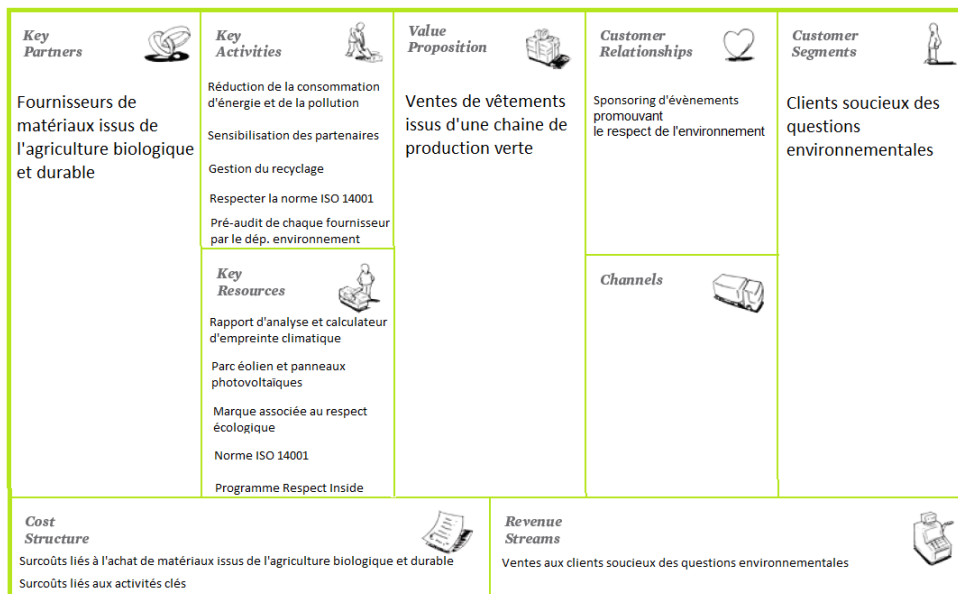 Key
Partners
Fournisseurs de
matériaux issus de
l'agriculture biologique
et durable
Key
Activities
Réduction de la consommation
d'énergie et de la pollution
Sensibilisation des partenaires
Gestion du recyclage
Respecter la norme ISO 14001
Pré-audit de chaque fournisseur
par le dép. environnement
Key
Resources
Rapport d'analyse et calculateur
d'empreinte climatique
Parc éolien et panneaux
photovoltaïques
Marque associée au respect
écologique
Norme ISO 14001
Programme Respect Inside
Value
Proposition
Ventes de vêtements
issus d'une chaine de
production verte
Customer
Relationships
Sponsoring d'évènements
promouvant
le respect de l'environnement
Channels
Customer
Segments
Clients soucieux des
questions
environnementales
Cost
Structure
Surcoûts liés à l'achat de matériaux issus de l'agriculture biologique et durable
Surcoûts liés aux activités clés
Revenue
Streams
Ventes aux clients soucieux des questions environnementales